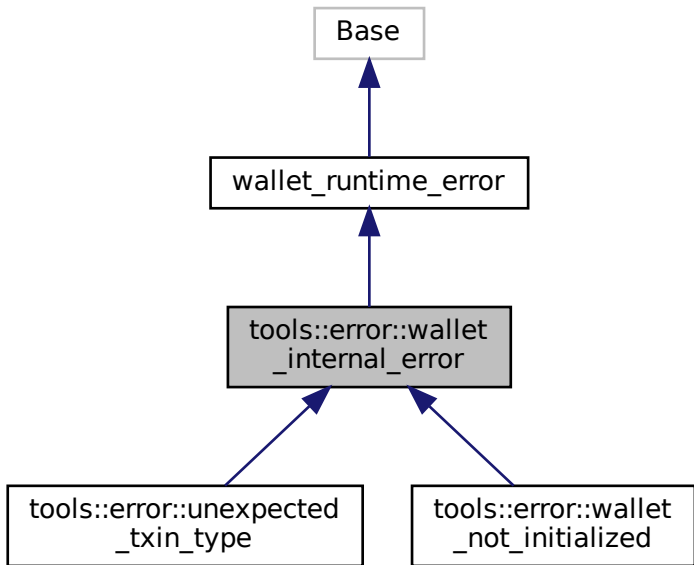 Base
wallet_runtime_error
tools::error::wallet
_internal_error
tools::error::unexpected
_txin_type
tools::error::wallet
_not_initialized